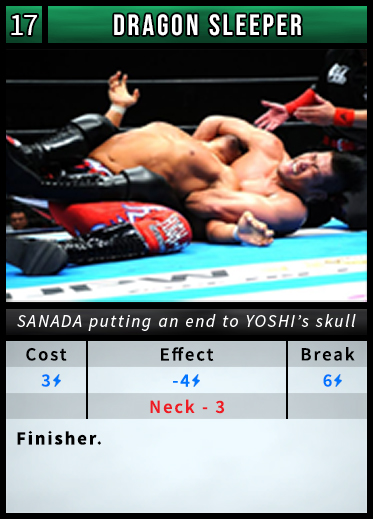 17 DRAGON SLEEPER
SANADA putting an end to YOSHI's skull
Cost Effect Break
3⚡ -4⚡ 6⚡
Neck - 3
Finisher.